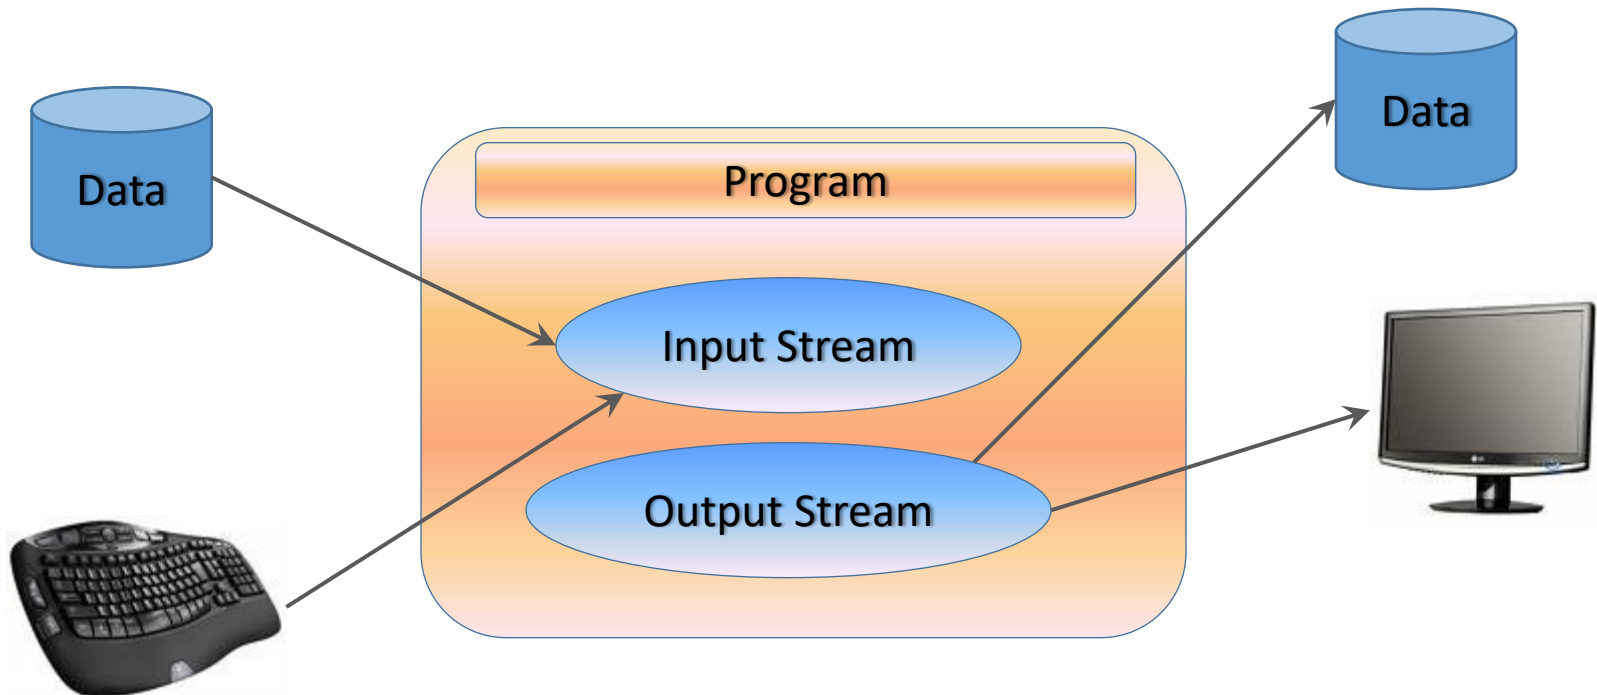 Data
Data
Program
Input Stream
Output Stream